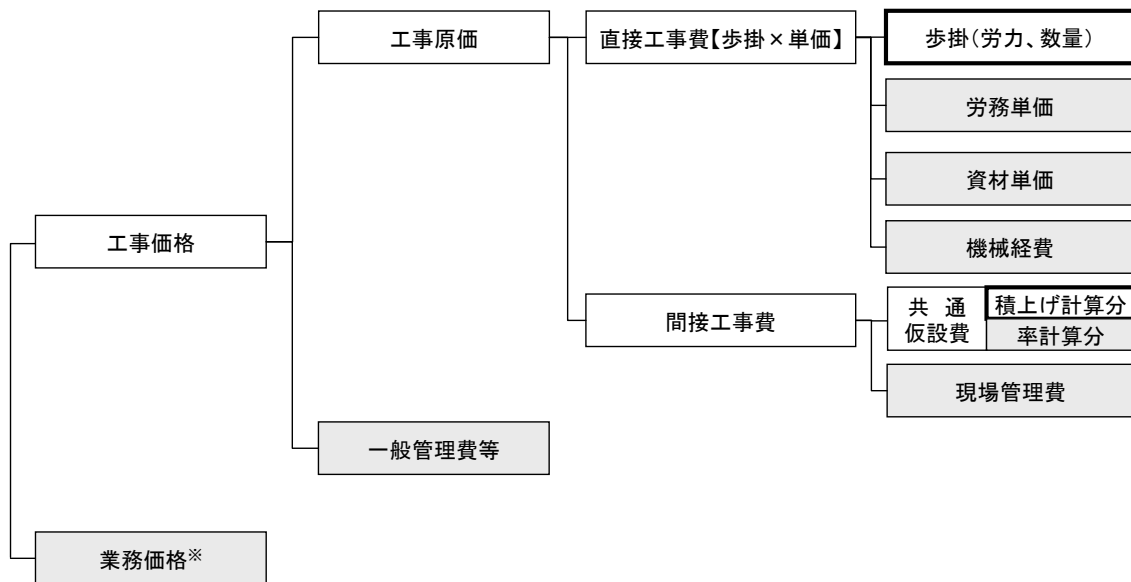 工事原価
直接工事費【歩掛×単価】
歩掛(労力、数量)
労務単価
資材単価
工事価格
機械経費
間接工事費
共 通
仮設費
積上げ計算分
率計算分
現場管理費
一般管理費等
業務価格※